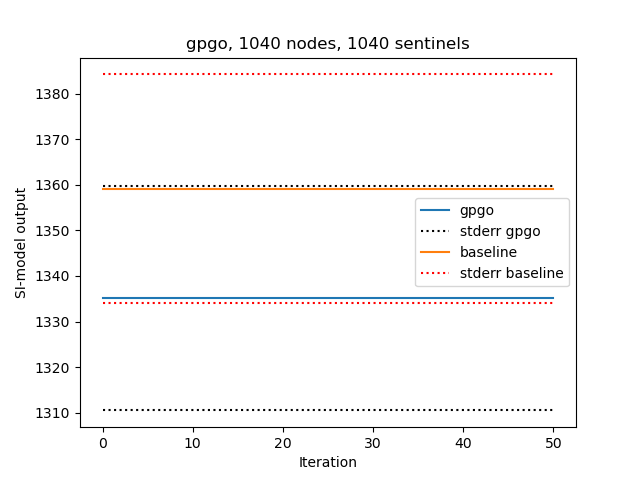 gpgo, 1040 nodes, 1040 sentinels
SI-model output
1380
1370
1360
1350
1340
1330
1320
1310
gpgo
stderr gpgo
baseline
stderr baseline
0 10 20 30 40 50
Iteration